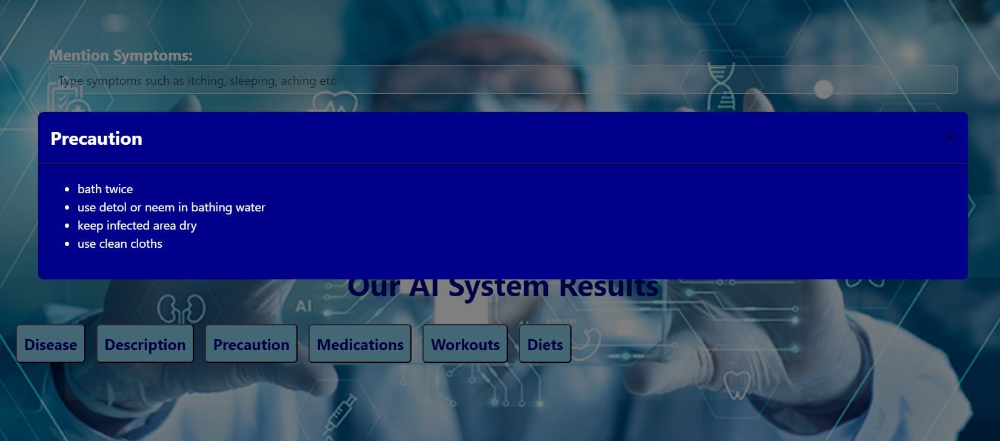 Mention Symptoms:
Type symptoms such as itching, sleeping, aching etc
Precaution
bath twice
use detol or neem in bathing water
keep infected area dry
use clean cloths
Our AI System Results
AI
AI
Disease
Description
Precaution
Medications
Workouts
Diets